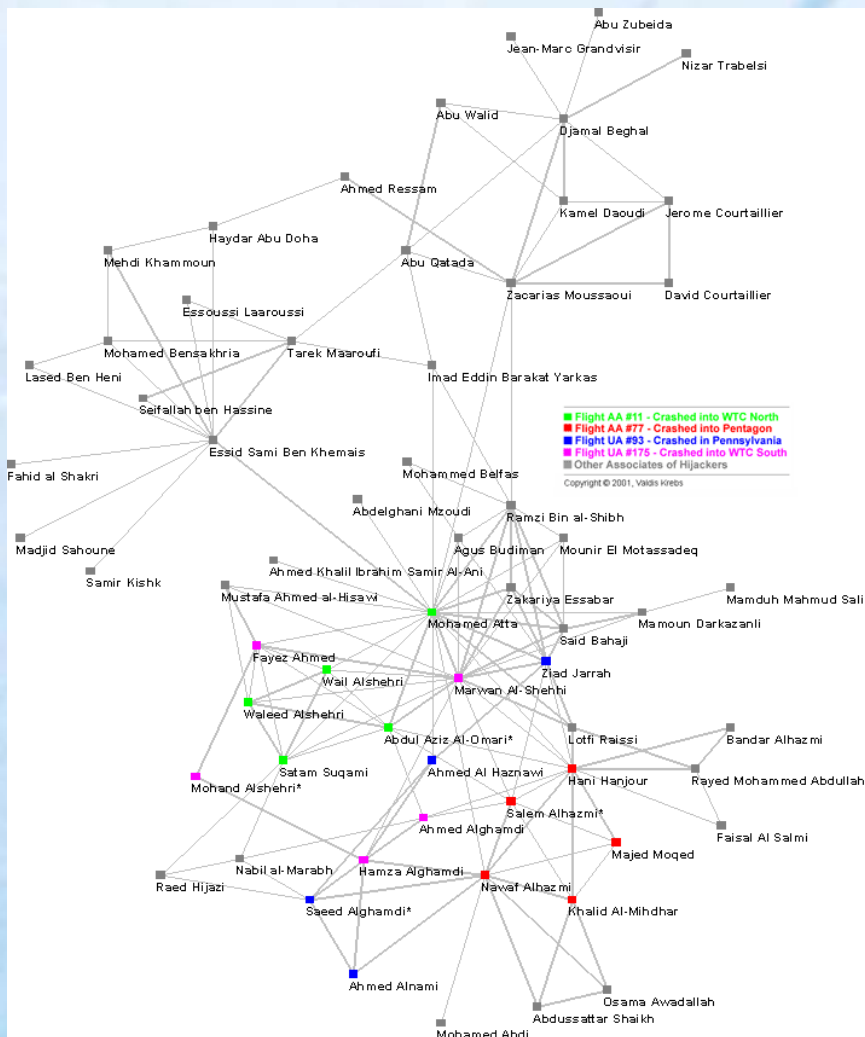 Abu Zubeida
Jean-Marc Grandvisir
Nizar Trabelsi
Abu Walid
Djamal Beghal
Ahmed Ressam
Kamel Daoudi
Jerome Courtaillier
Haydar Abu Doha
Mehdi Khammoun
Abu Qatada
Zacarias Moussaoui
David Courtaillier
Essoussi Laaroussi
Mohamed Bensakhria
Tarek Maaroufi
Lased Ben Heni
Imad Eddin Barakat Yarkas
Seifallah ben Hassine
Flight AA #11 - Crashed into WTC North
Flight AA #77 - Crashed into Pentagon
Flight UA #93 - Crashed in Pennsylvania
Flight UA #175 - Crashed into WTC South
Other Associates of Hijackers
Copyright © 2001, Valdis Krebs
Essid Sami Ben Khemais
Fahid al Shakri
Mohammed Belfas
Abdelghani Mzoudi
Ramzi Bin al-Shibh
Madjid Sahoune
Agus Budiman
Mounir El Motassadeq
Samir Kishk
Ahmed Khalil Ibrahim Samir Al-Ani
Mustafa Ahmed al-Hisawi
Zakariya Essabar
Mamduh Mahmud Salim
Mohamed Atta
Mamoun Darkazanli
Said Bahaji
Fayez Ahmed
Ziad Jarrah
Wail Alshehri
Marwan Al-Shehhi
Waleed Alshehri
Abdul Aziz Al-Omari*
Lotfi Raissi
Bandar Alhazmi
Satam Suqami
Ahmed Al Haznawi
Hani Hanjour
Rayed Mohammed Abdullah
Mohand Alshehri*
Salem Alhazmi*
Ahmed Alghamdi
Faisal Al Salmi
Majed Moqed
Nabil al-Marabh
Hamza Alghamdi
Raed Hijazi
Nawaf Alhazmi
Saeed Alghamdi*
Khalid Al-Mihdhar
Ahmed Alnami
Osama Awadallah
Abdussattar Shaikh
Mohamed Abdi